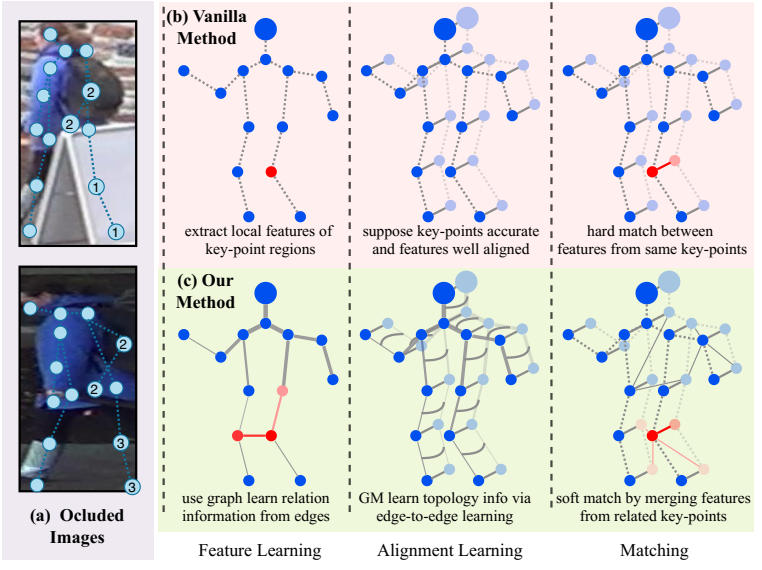 (b) Vanilla
Method
2
2
1
1
extract local features of
key-point regions
suppose key-points accurate
and features well aligned
hard match between
features from same key-points
(c) Our
Method
2
2
3
3
use graph learn relation
information from edges
GM learn topology info via
edge-to-edge learning
soft match by merging features
from related key-points
(a) Ocluded
Images
Feature Learning
Alignment Learning
Matching